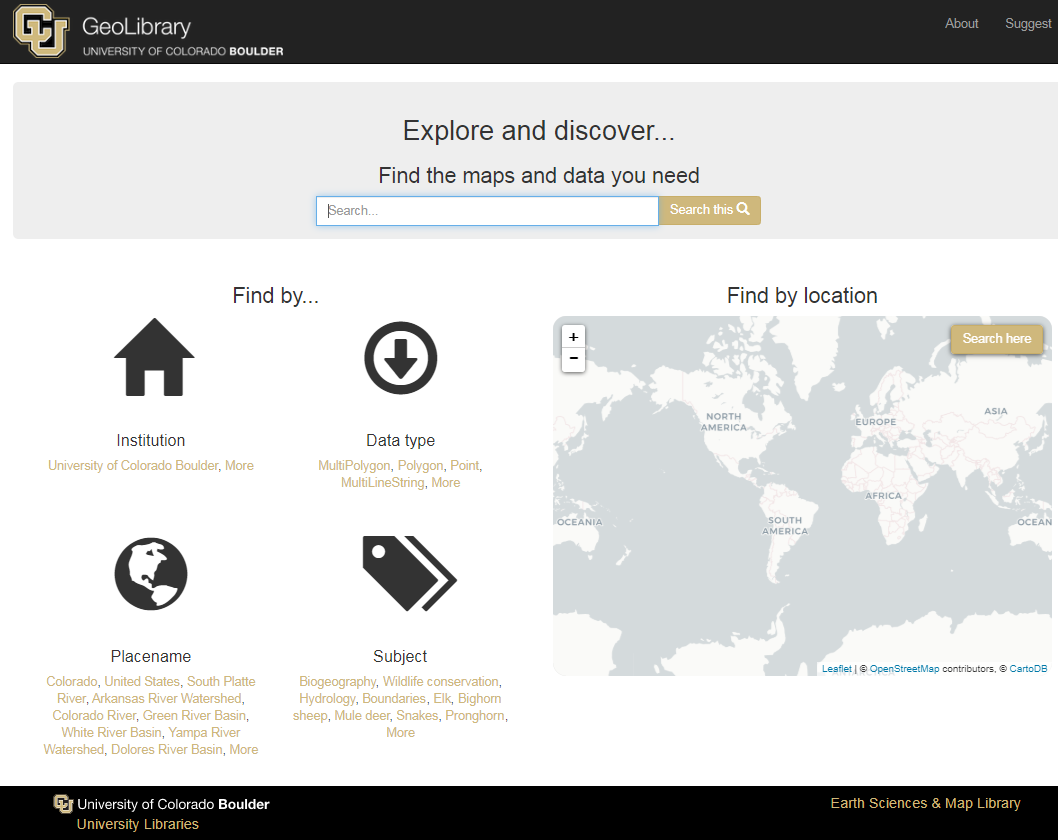 GeoLibrary
UNIVERSITY OF COLORADO BOULDER
About
Suggest
Explore and discover...
Find the maps and data you need
Search...
Search this
Find by...
Institution
University of Colorado Boulder, More
Data type
MultiPolygon, Polygon, Point,
MultiLineString, More
Placename
Colorado, United States, South Platte
River, Arkansas River Watershed,
Colorado River, Green River Basin,
White River Basin, Yampa River
Watershed, Dolores River Basin, More
Subject
Biogeography, Wildlife conservation,
Hydrology, Boundaries, Elk, Bighorn
sheep, Mule deer, Snakes, Pronghorn,
More
Find by location
+
−
Search here
NORTH
AMERICA
EUROPE
ASIA
AFRICA
OCEANIA
SOUTH
AMERICA
OCEAN
Leaflet | © OpenStreetMap contributors, © CartoDB
University of Colorado Boulder
University Libraries
Earth Sciences & Map Library